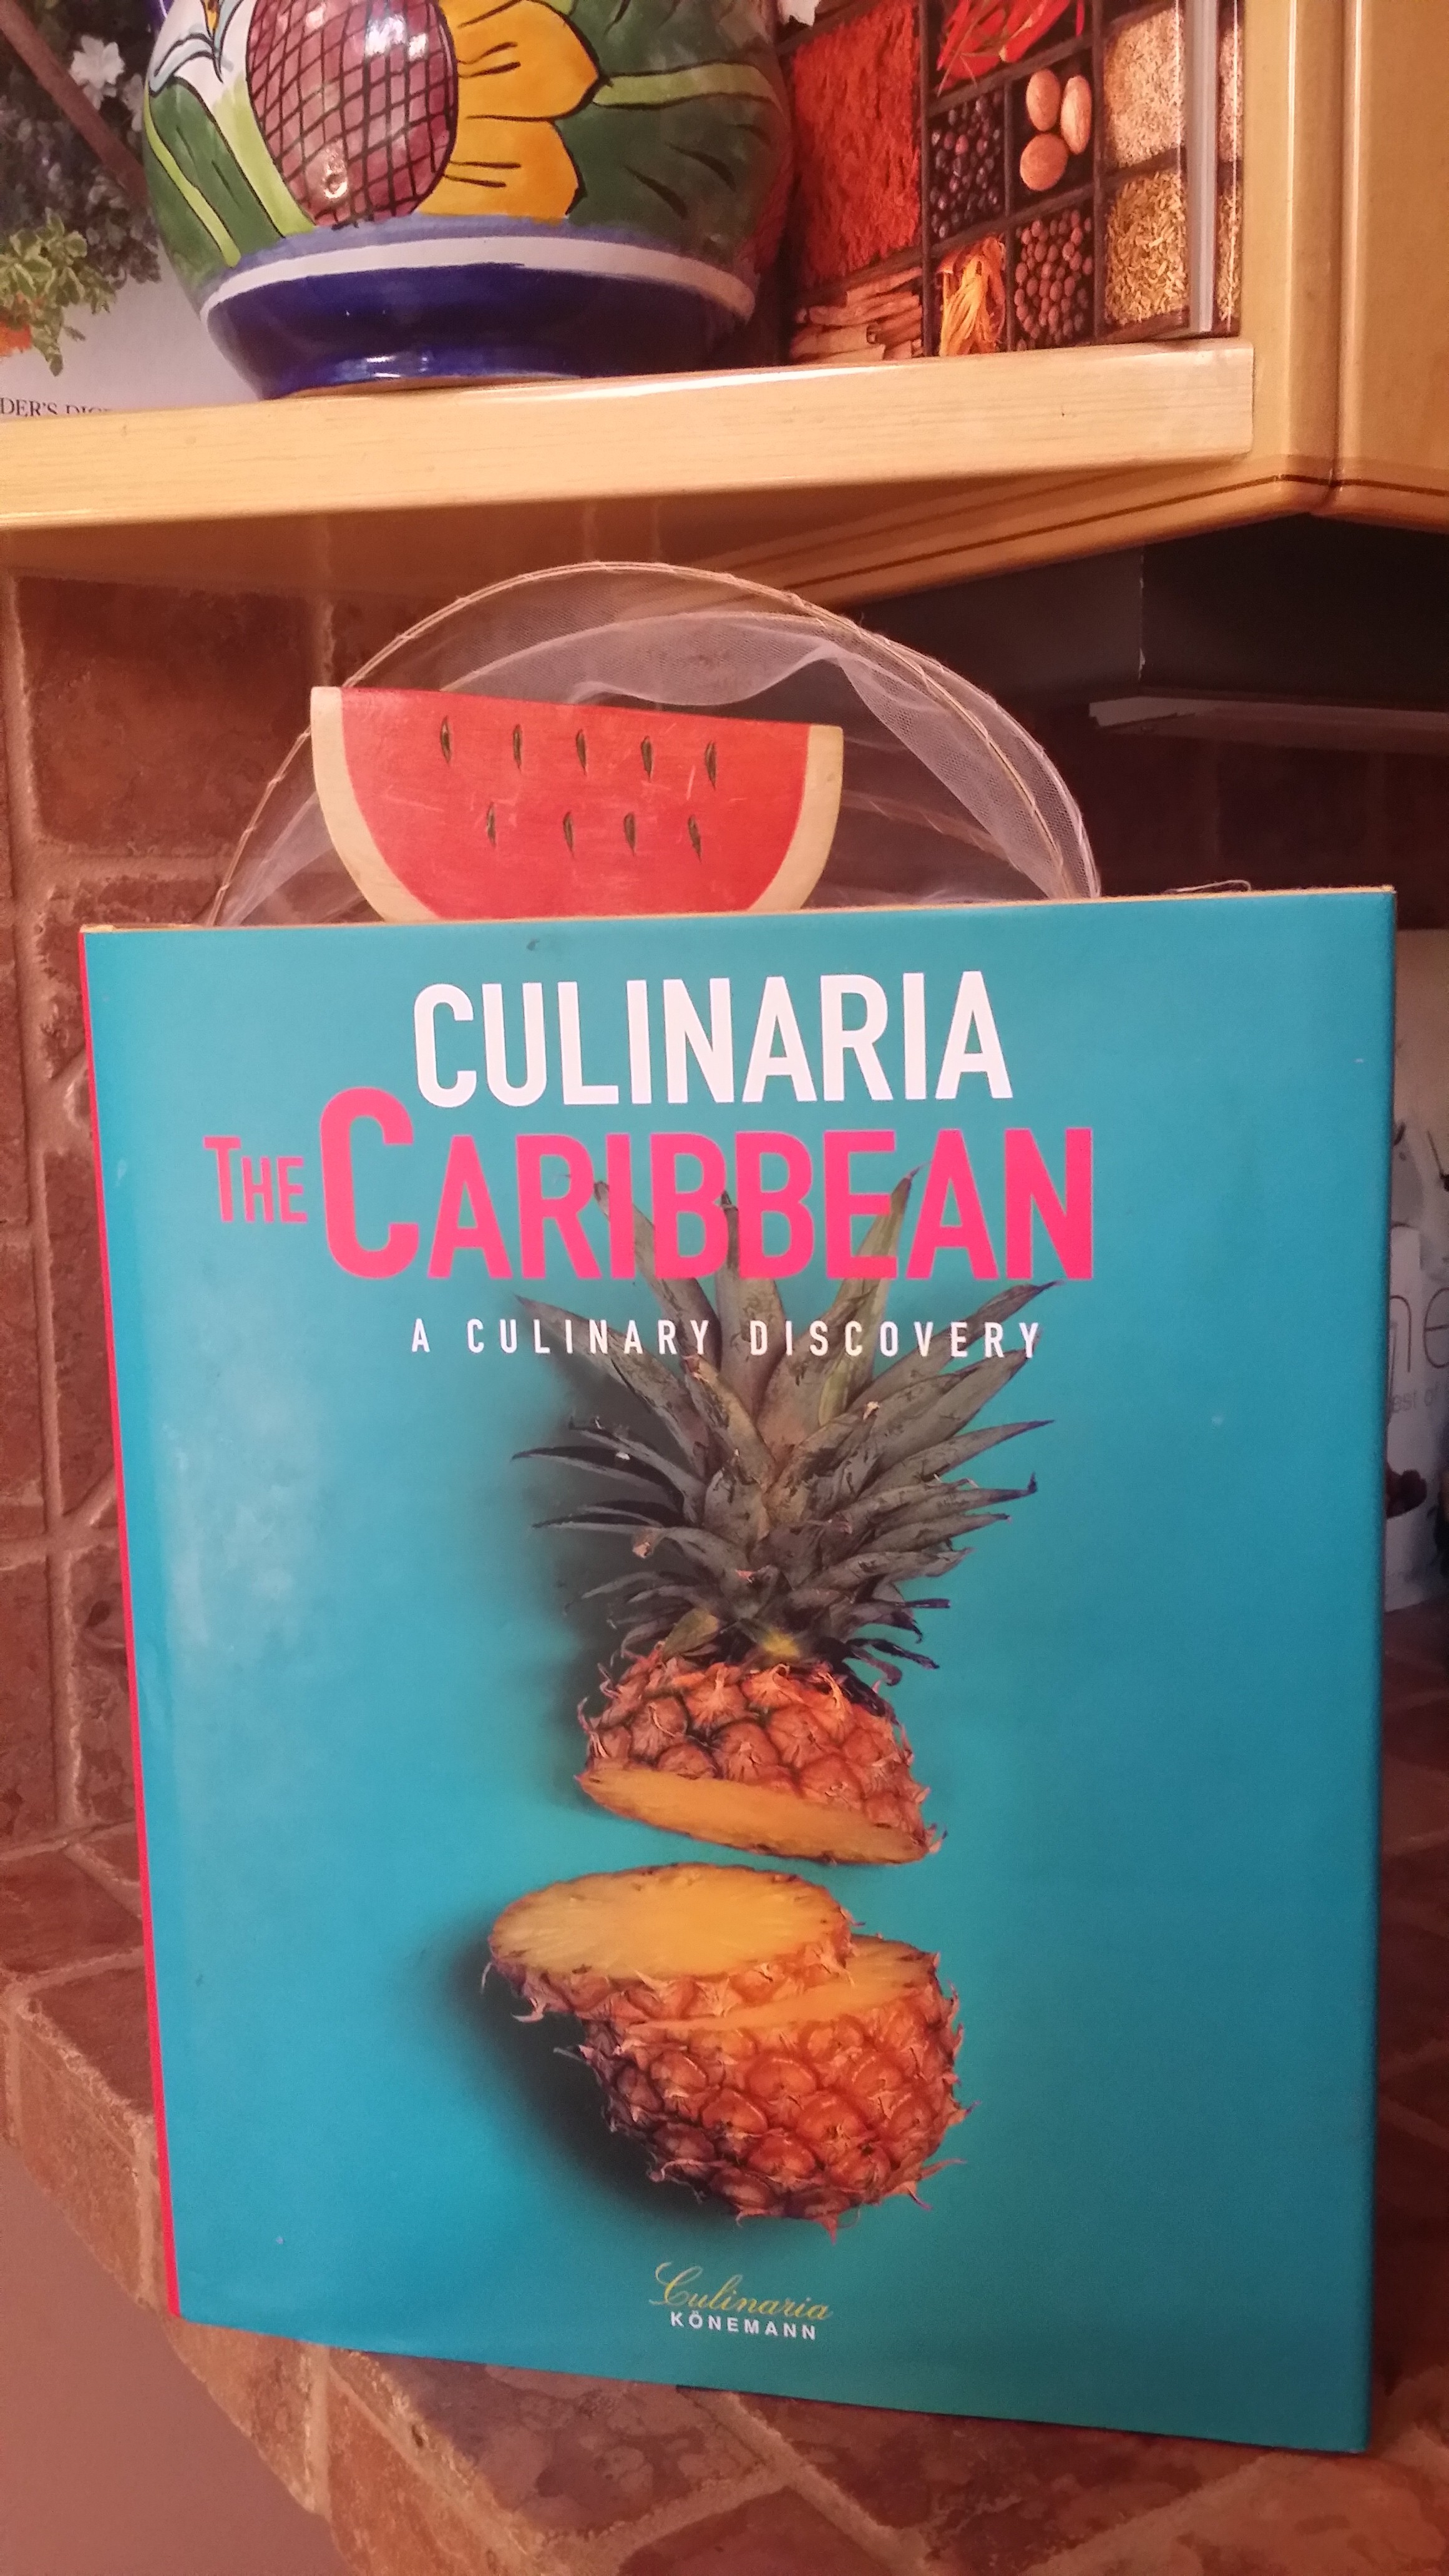 CULINARIA
THE CARIBBEAN
A CULINARY DISCOVERY
Culinaria
KÖNEMANN